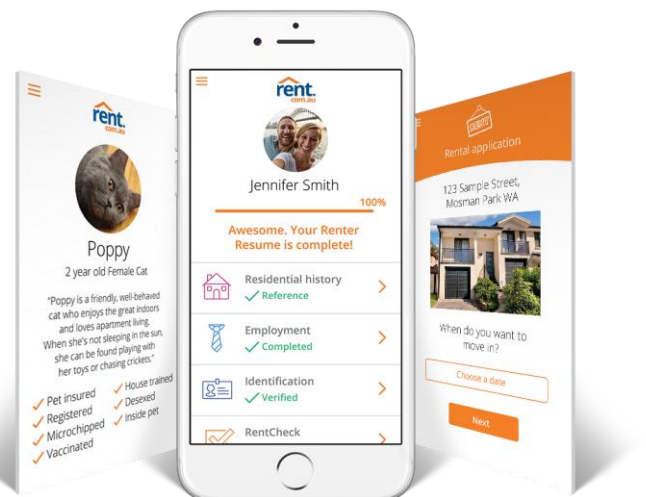 rent.
com.au
Poppy
2 year old Female Cat
"Poppy is a friendly, well-behaved
cat who enjoys the great indoors
and loves apartment living.
When she's not sleeping in the sun,
she can be found playing with
her toys or chasing crickets."
Pet insured
Registered
Microchipped
Vaccinated
House trained
Desexed
Inside pet
rent.
com.au
Jennifer Smith
100%
Awesome. Your Renter
Resume is complete!
Residential history
Reference
Employment
Completed
Identification
Verified
RentCheck
Rental application
123 Sample Street,
Mosman Park WA
When do you want to
move in?
Choose a date
Next